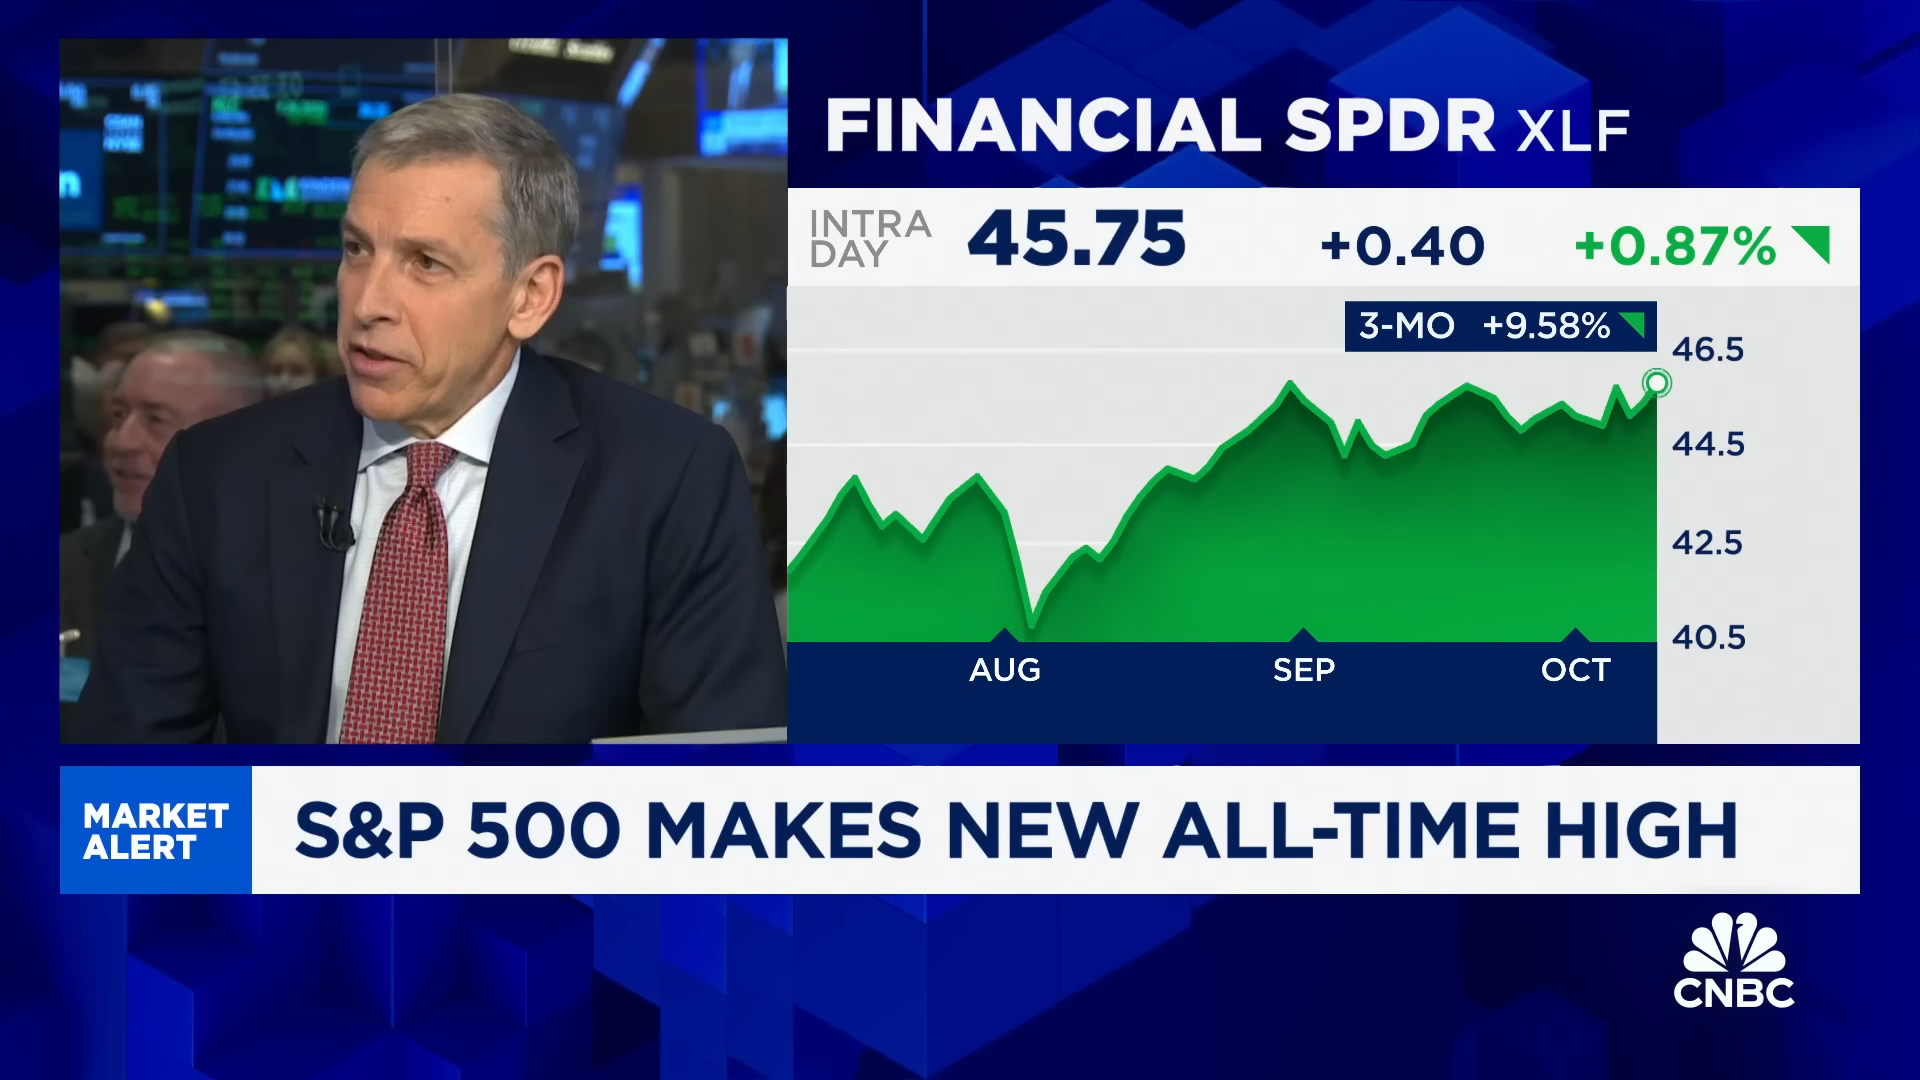 FINANCIAL SPDR XLF
INTRA
DAY
45.75
+0.40
+0.87%
3-MO +9.58%
46.5
44.5
42.5
40.5
AUG
SEP
OCT
MARKET
ALERT
S&P 500 MAKES NEW ALL-TIME HIGH
CNBC